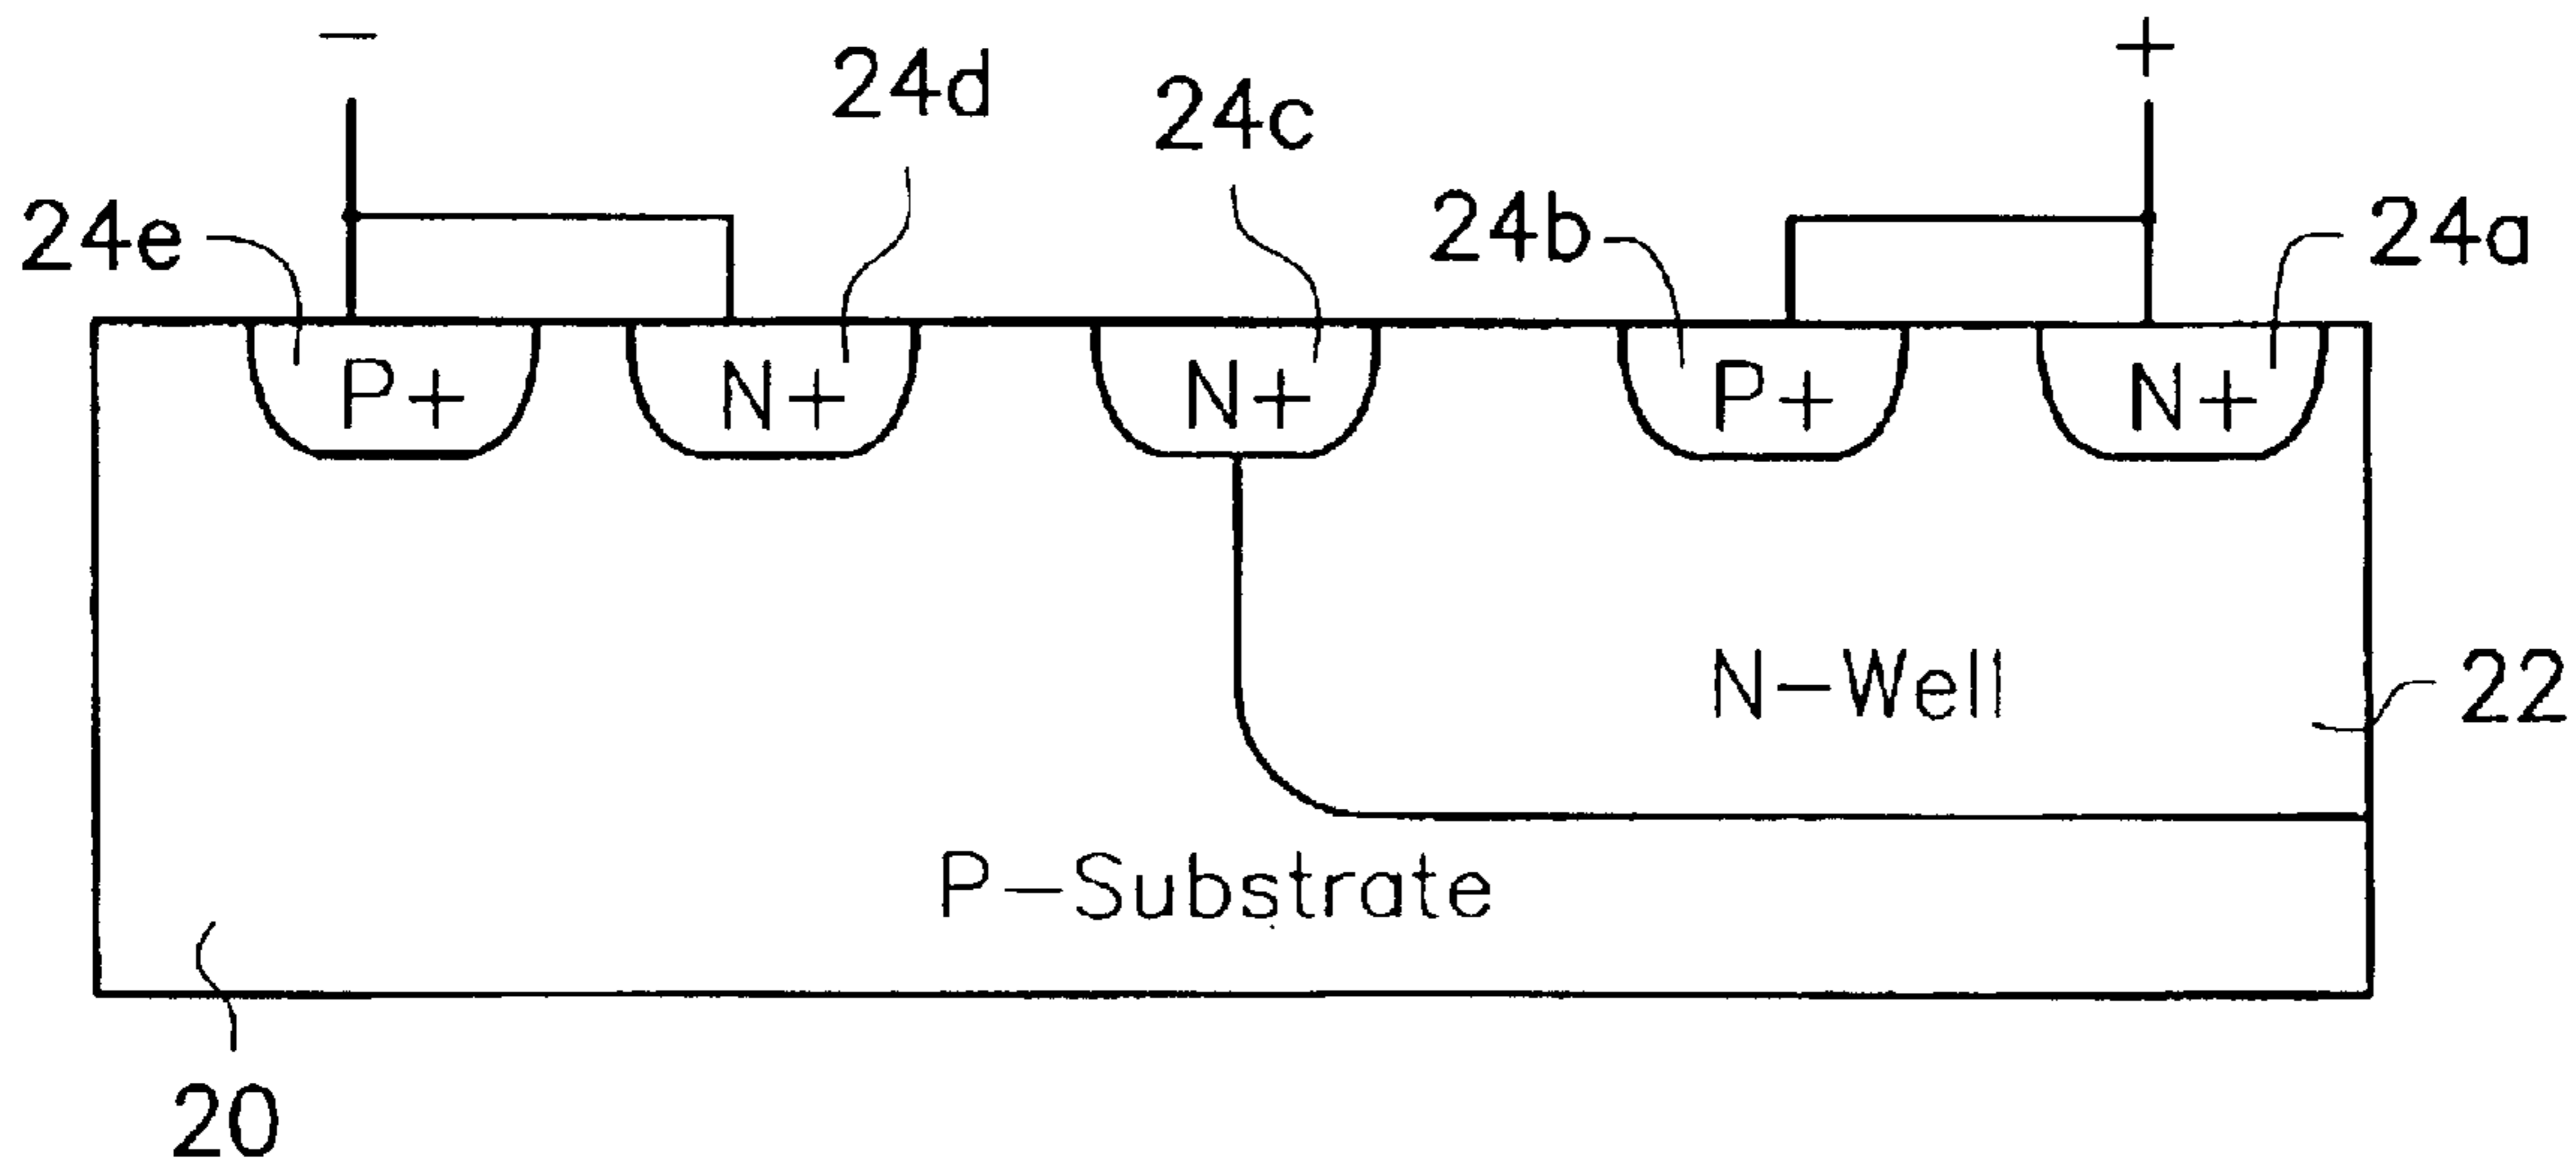 − +
24d
24c
24e 24b 24a
P+ N+ N+ P+ N+
N-Well 22
P-Substrate
20